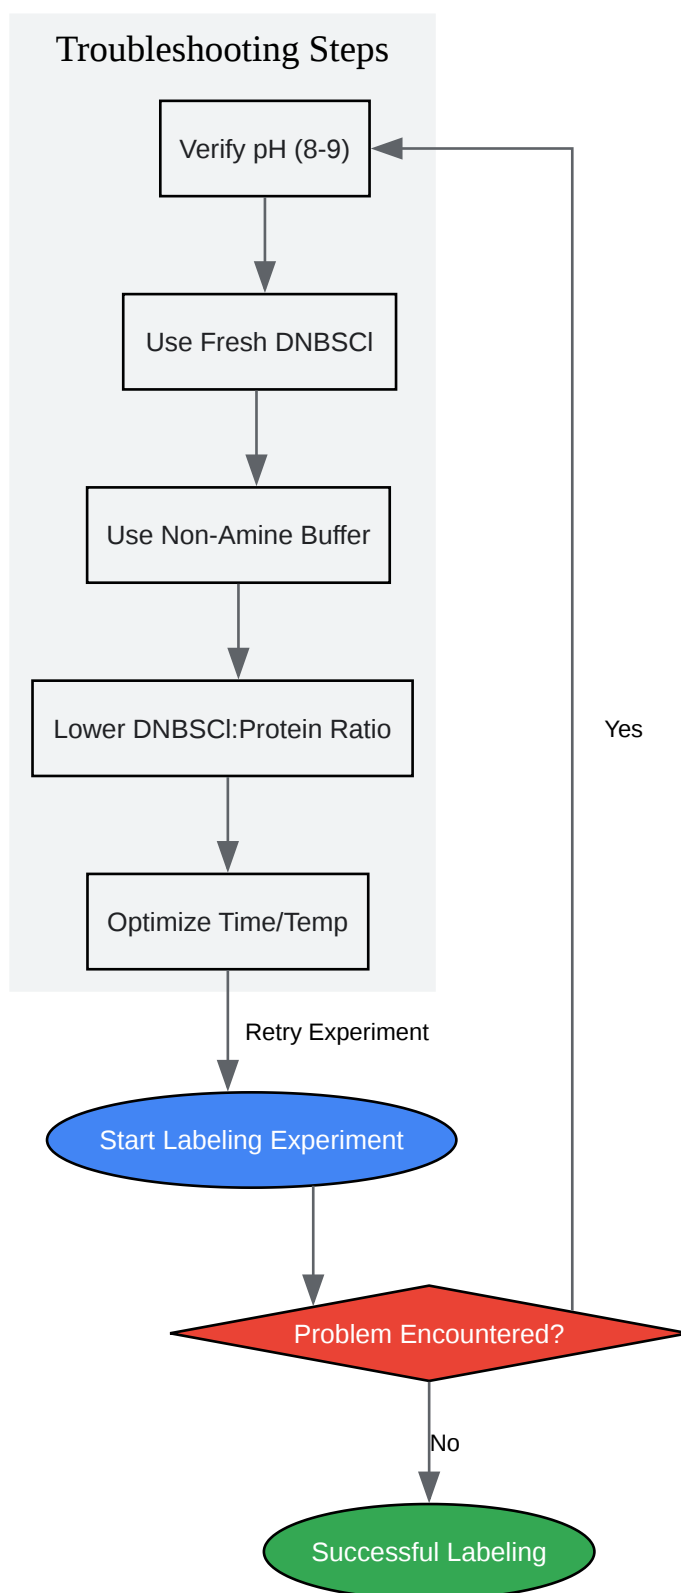 Troubleshooting Steps
Verify pH (8-9)
Use Fresh DNBSCl
Use Non-Amine Buffer
Lower DNBSCl:Protein Ratio
Yes
Optimize Time/Temp
Retry Experiment
Start Labeling Experiment
Problem Encountered?
No
Successful Labeling